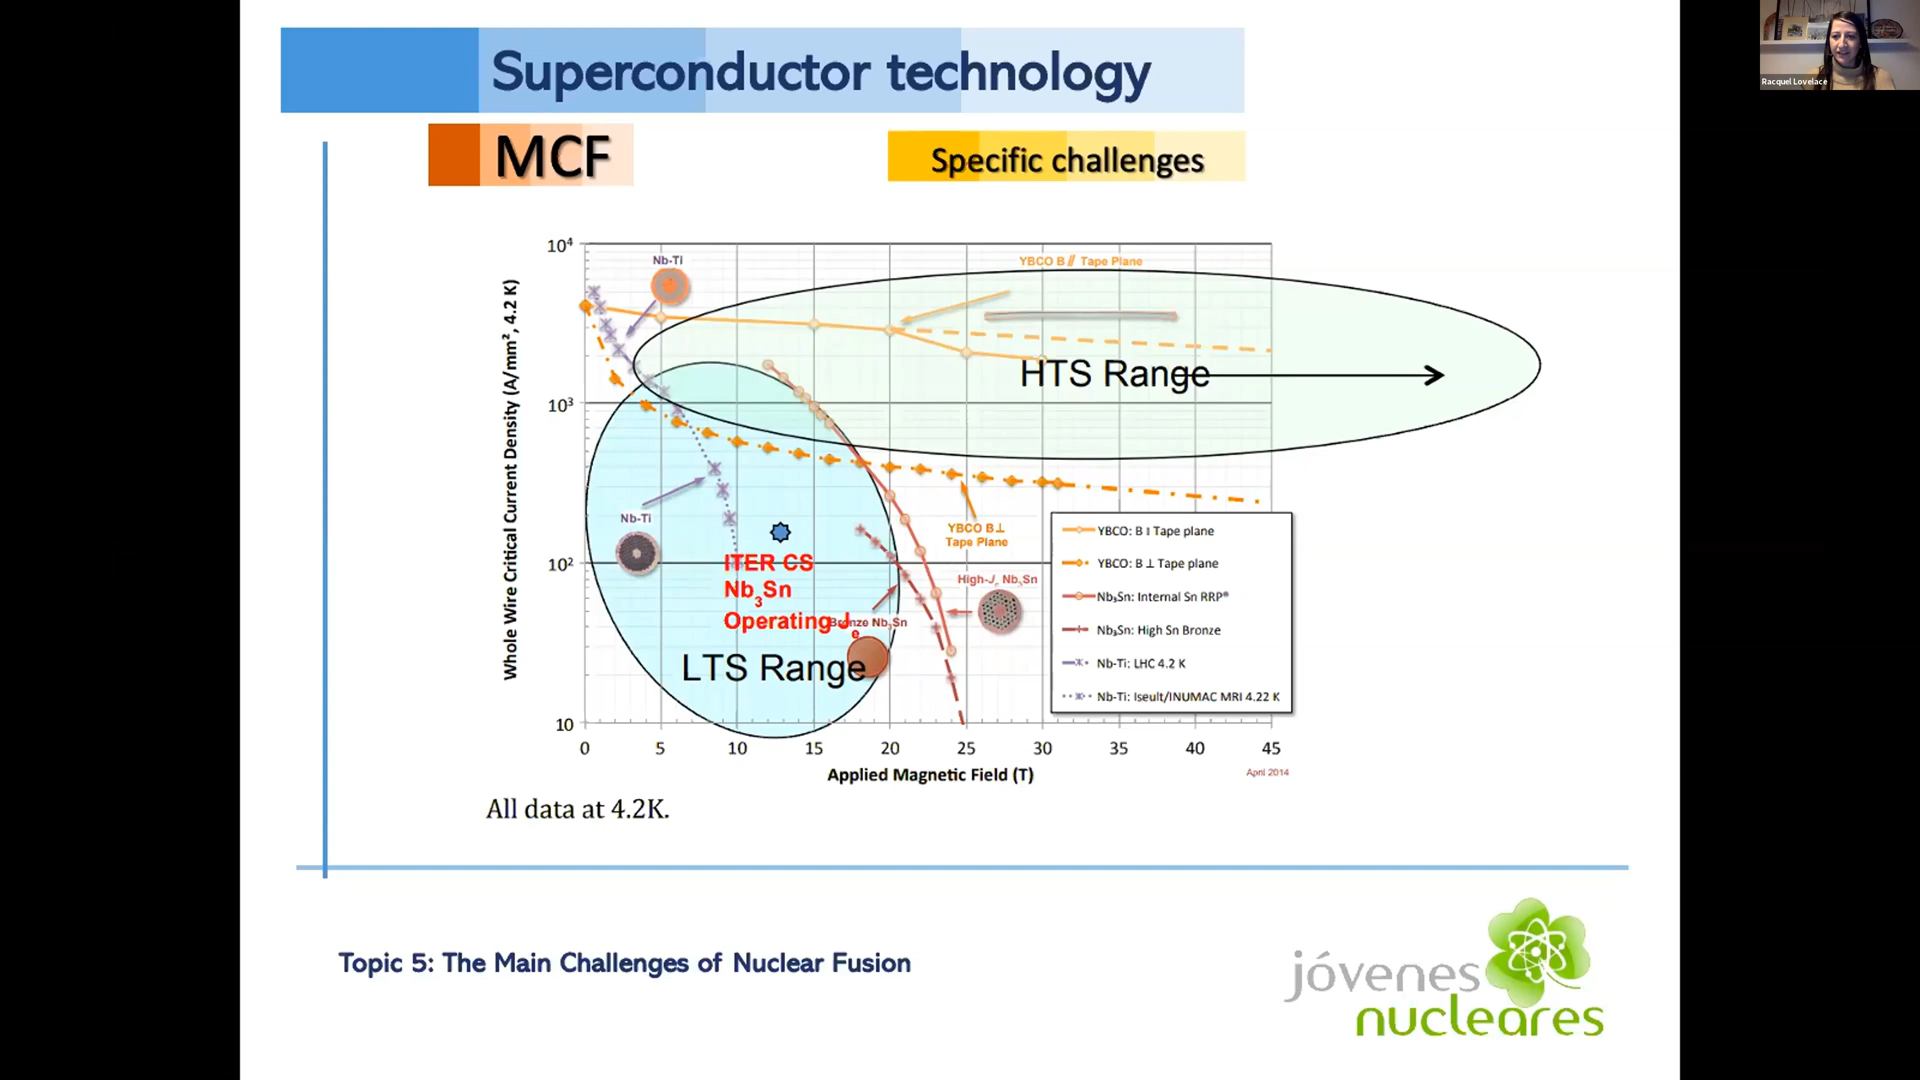 Superconductor technology
Racquel Lovelace
MCF
Specific challenges
10⁴
Nb-Ti
YBCO B∥ Tape Plane
Whole Wire Critical Current Density (A/mm², 4.2 K)
HTS Range
10³
Nb-Ti
YBCO B⊥
Tape Plane
YBCO: B ∥ Tape plane
YBCO: B ⊥ Tape plane
Nb₃Sn: Internal Sn RRP®
Nb₃Sn: High Sn Bronze
Nb-Ti: LHC 4.2 K
Nb-Ti: Iseult/INUMAC MRI 4.22 K
10²
ITER CS
Nb₃Sn
Operating Jₑ
High-J꜀ Nb₃Sn
Bronze Nb₃Sn
LTS Range
10
0 5 10 15 20 25 30 35 40 45
Applied Magnetic Field (T)
April 2014
All data at 4.2K.
Topic 5: The Main Challenges of Nuclear Fusion
jóvenes
nucleares